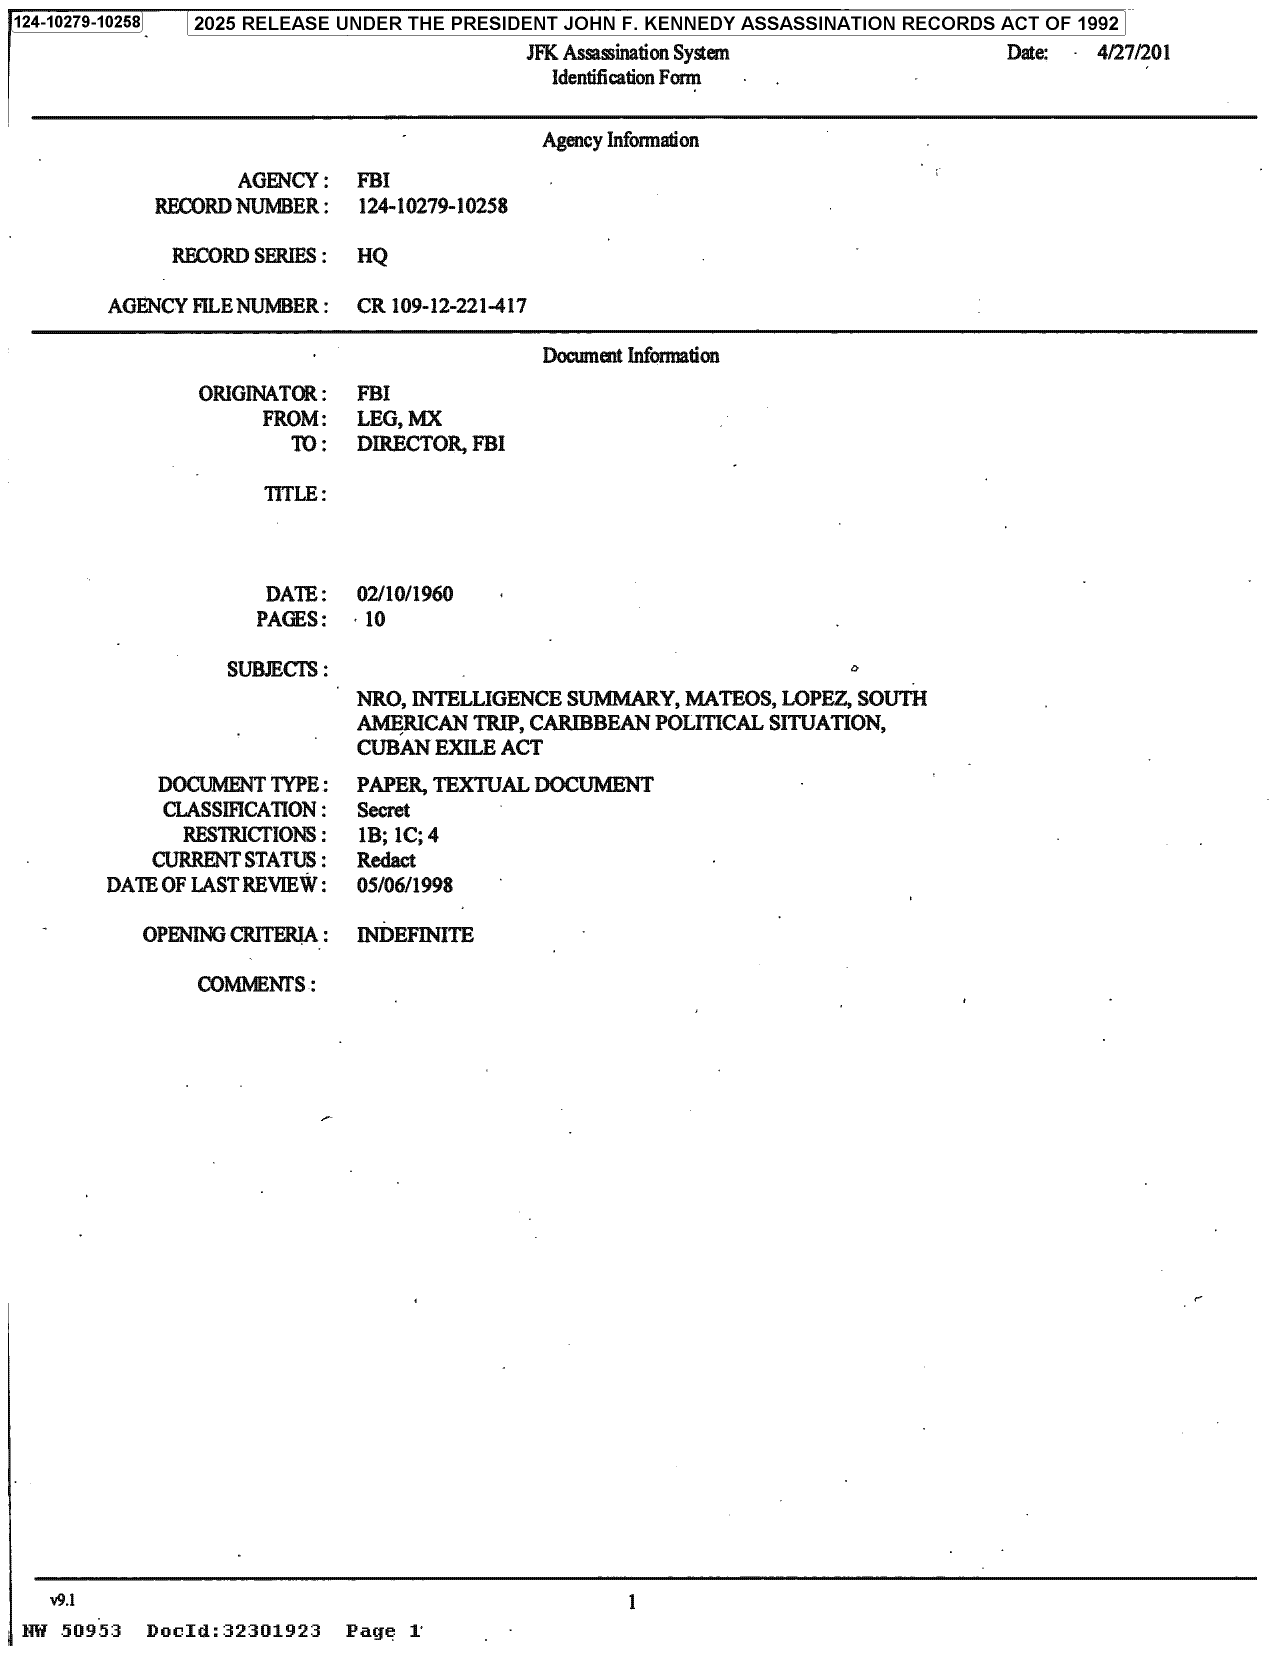 124-10279-10258
2025 RELEASE UNDER THE PRESIDENT JOHN F. KENNEDY ASSASSINATION RECORDS ACT OF 1992
JFK Assassination System
Date: 4/27/201
Identification Form
Agency Information
AGENCY : FBI
RECORD NUMBER : 124-10279-10258
RECORD SERIES : HQ
AGENCY FILE NUMBER : CR 109-12-221-417
Document Information
ORIGINATOR : FBI
FROM : LEG, MX
TO : DIRECTOR, FBI
TITLE :
DATE : 02/10/1960
PAGES : 10
SUBJECTS :
NRO, INTELLIGENCE SUMMARY, MATEOS, LOPEZ, SOUTH
AMERICAN TRIP, CARIBBEAN POLITICAL SITUATION,
CUBAN EXILE ACT
DOCUMENT TYPE : PAPER, TEXTUAL DOCUMENT
CLASSIFICATION : Secret
RESTRICTIONS : 1B; 1C; 4
CURRENT STATUS : Redact
DATE OF LAST REVIEW : 05/06/1998
OPENING CRITERIA : INDEFINITE
COMMENTS :
v9.1
1
NW 50953 DocId:32301923 Page 1